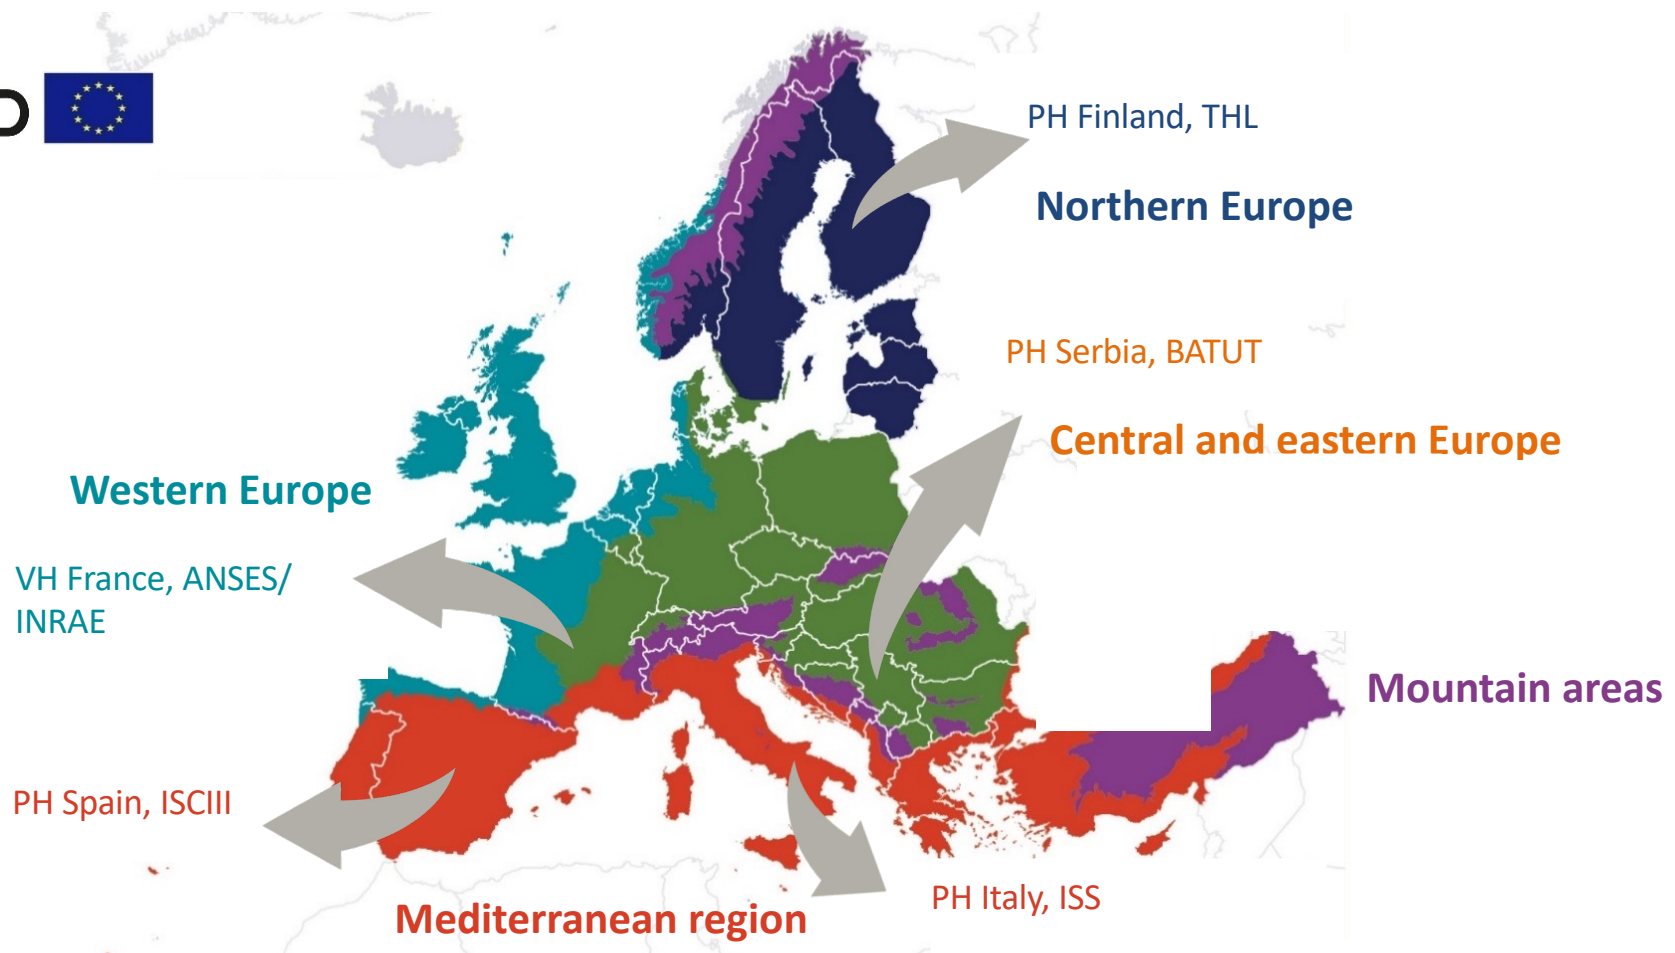 PH Finland, THL
Northern Europe
PH Serbia, BATUT
Central and eastern Europe
Western Europe
VH France, ANSES/
INRAE
Mountain areas
PH Spain, ISCIII
PH Italy, ISS
Mediterranean region